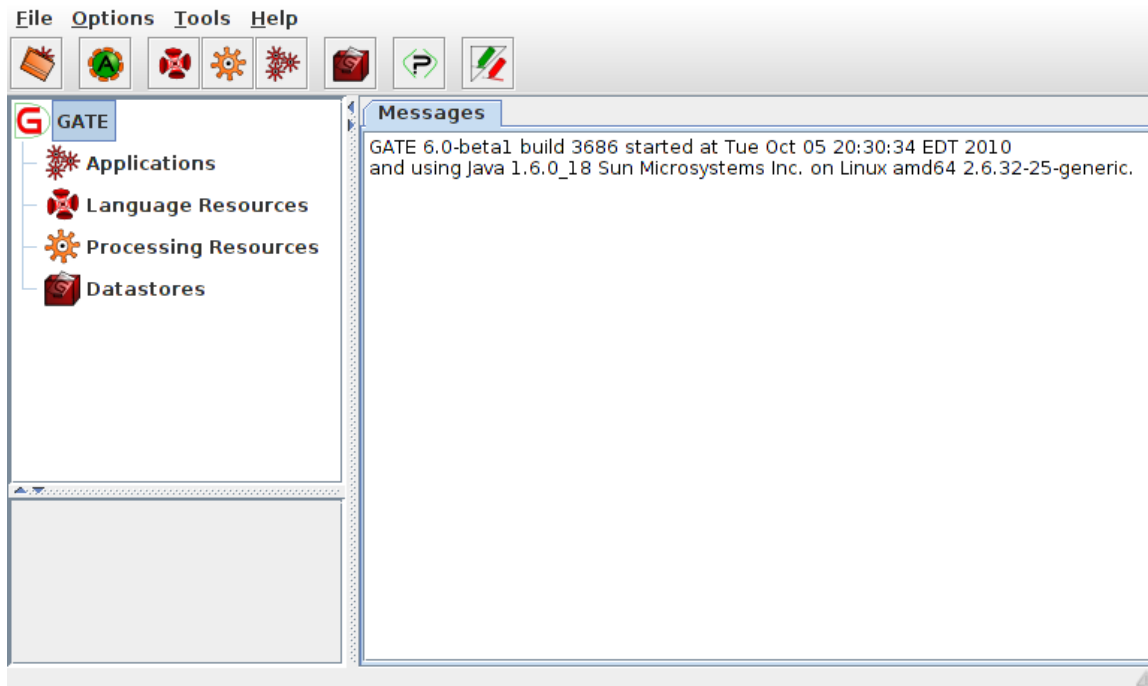 File Options Tools Help
Messages
GATE
Applications
Language Resources
Processing Resources
Datastores
GATE 6.0-beta1 build 3686 started at Tue Oct 05 20:30:34 EDT 2010
and using Java 1.6.0_18 Sun Microsystems Inc. on Linux amd64 2.6.32-25-generic.